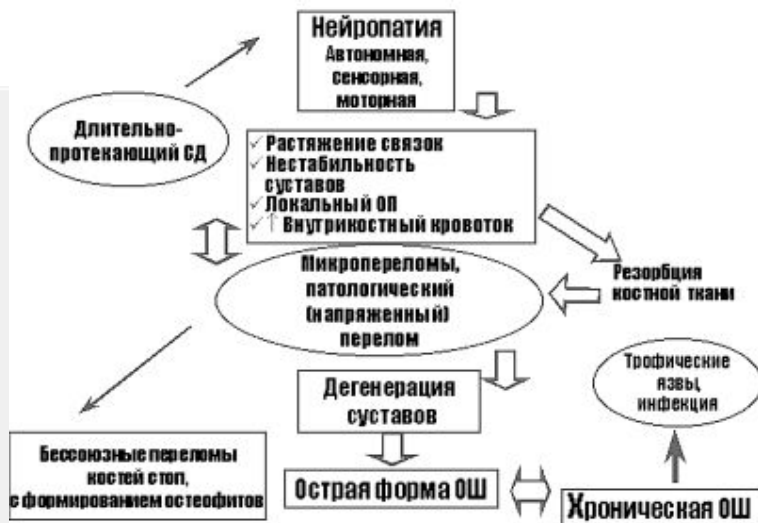 Нейропатия
Автономная,
сенсорная,
моторная
Длительно-
протекающий СД
✓ Растяжение связок
✓ Нестабильность
суставов
✓ Локальный ОП
✓ ↑ Внутрикостный кровоток
Микропереломы,
патологический
(напряженный)
перелом
Резорбция
костной ткани
Трофические
язвы,
инфекция
Дегенерация
суставов
Бессоюзные переломы
костей стоп,
с формированием остеофитов
Острая форма ОШ
Хроническая ОШ